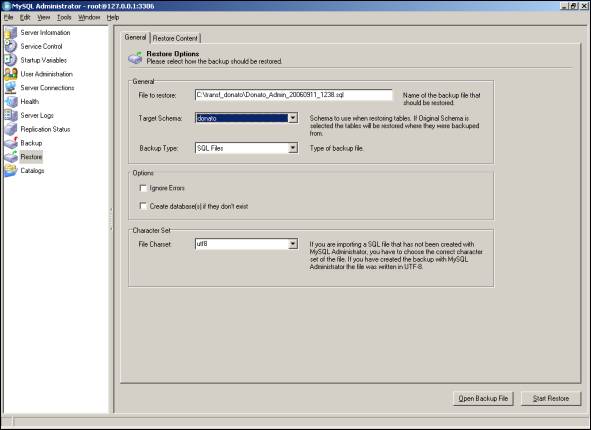 MySQL Administrator - root@127.0.0.1:3306
File Edit View Tools Window Help
Server Information
Service Control
Startup Variables
User Administration
Server Connections
Health
Server Logs
Replication Status
Backup
Restore
Catalogs
General Restore Content
Restore Options
Please select how the backup should be restored.
General
File to restore: C:\transf_donato\Donato_Admin_20060911_1238.sql Name of the backup file that
should be restored.
Target Schema: donato Schema to use when restoring tables. If Original Schema is
selected the tables will be restored where they were backuped
from.
Backup Type: SQL Files Type of backup file.
Options
Ignore Errors
Create database(s) if they don't exist
Character Set
File Charset: utf8 If you are importing a SQL file that has not been created with
MySQL Administrator, you have to choose the correct character
set of the file. If you have created the backup with MySQL
Administrator the file was written in UTF-8.
Open Backup File Start Restore